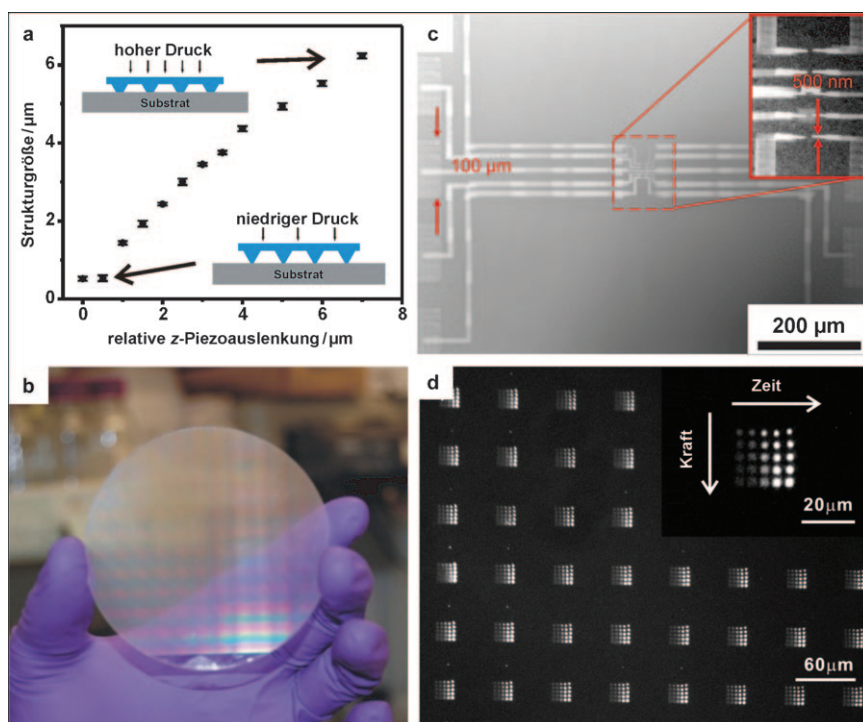 a
hoher Druck
Substrat
niedriger Druck
Substrat
Strukturgröße / µm
6
4
2
0
0 2 4 6 8
relative z-Piezoauslenkung / µm
b
c
100 µm
500 nm
200 µm
d
Zeit
Kraft
20µm
60µm